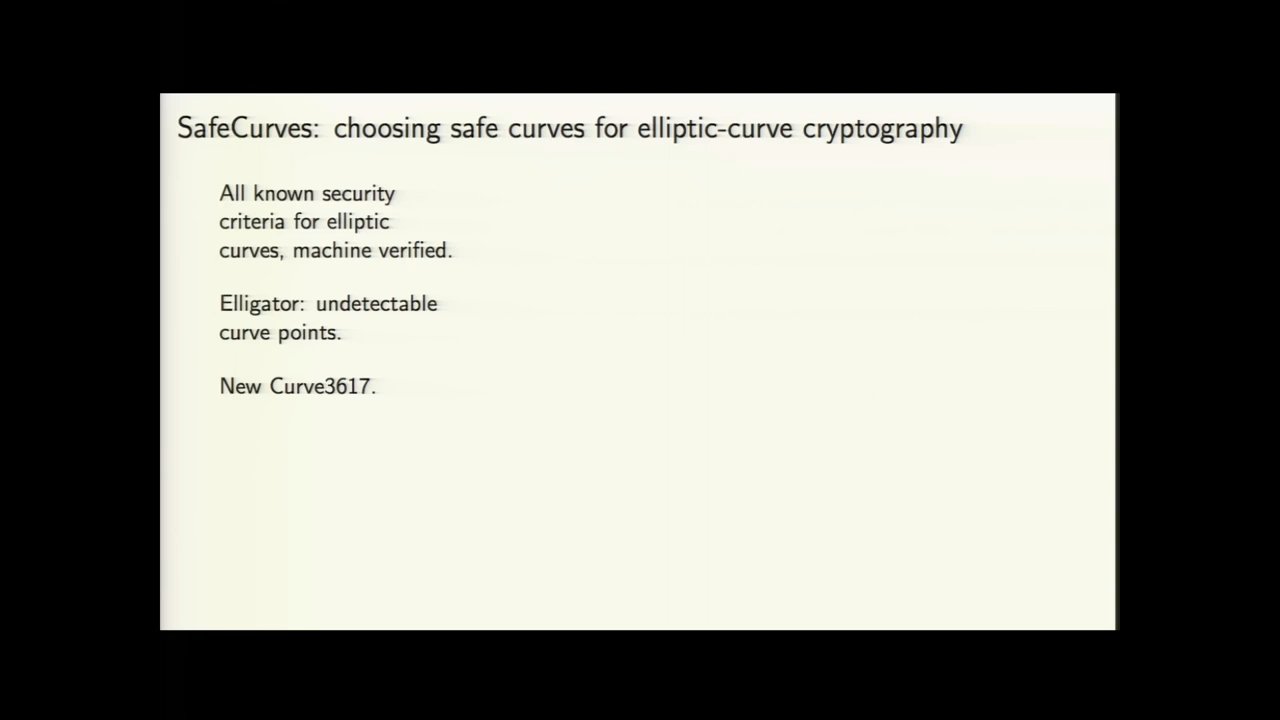 SafeCurves: choosing safe curves for elliptic-curve cryptography
All known security
criteria for elliptic
curves, machine verified.
Elligator: undetectable
curve points.
New Curve3617.